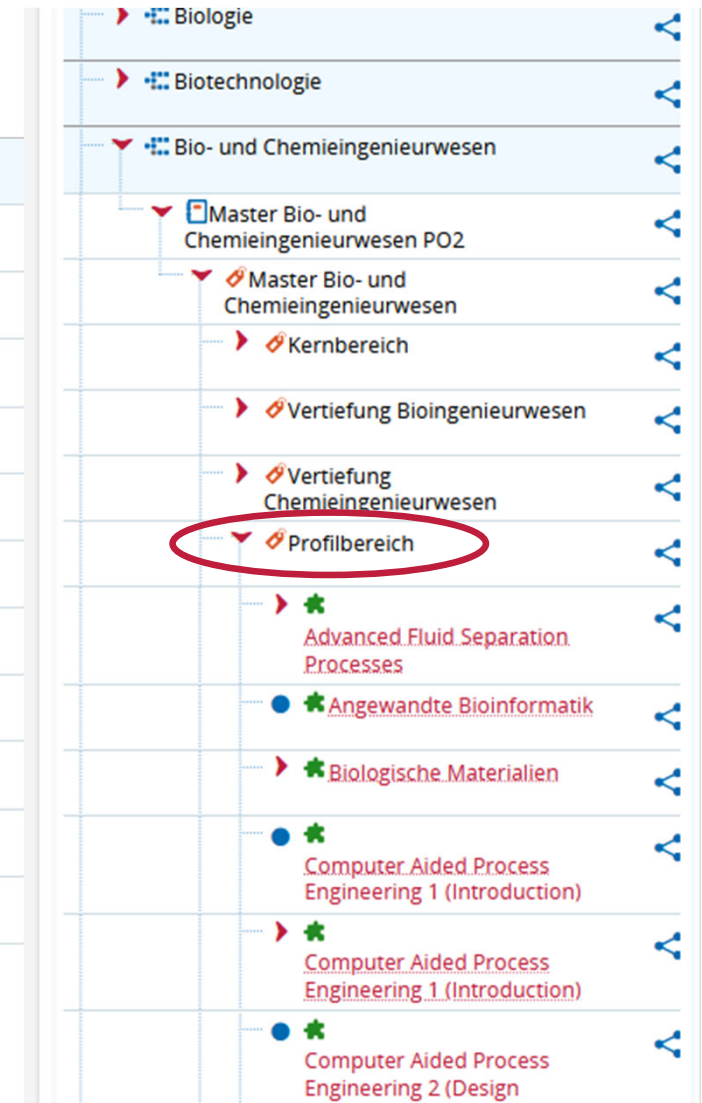 Biologie
Biotechnologie
Bio- und Chemieingenieurwesen
Master Bio- und
Chemieingenieurwesen PO2
Master Bio- und
Chemieingenieurwesen
Kernbereich
Vertiefung Bioingenieurwesen
Vertiefung
Chemieingenieurwesen
Profilbereich
Advanced Fluid Separation
Processes
Angewandte Bioinformatik
Biologische Materialien
Computer Aided Process
Engineering 1 (Introduction)
Computer Aided Process
Engineering 1 (Introduction)
Computer Aided Process
Engineering 2 (Design